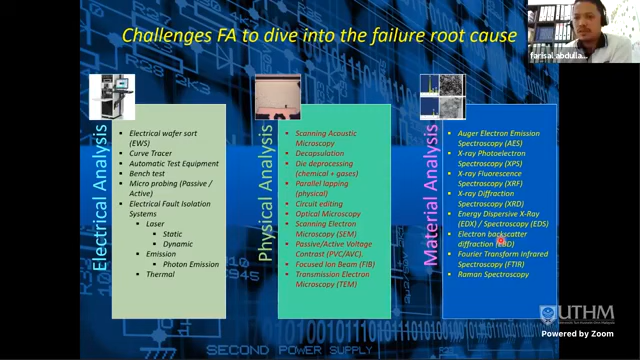 Challenges FA to dive into the failure root cause
farisal abdulla...
Electrical Analysis
Electrical wafer sort
(EWS)
Curve Tracer
Automatic Test Equipment
Bench test
Micro probing (Passive /
Active)
Electrical Fault Isolation
Systems
Laser
Static
Dynamic
Emission
Photon Emission
Thermal
Physical Analysis
Scanning Acoustic
Microscopy
Decapsulation
Die deprocessing
(chemical + gases)
Parallel lapping
(physical)
Circuit editing
Optical Microscopy
Scanning Electron
Microscopy (SEM)
Passive/Active Voltage
Contrast (PVC/AVC).
Focused Ion Beam (FIB)
Transmission Electron
Microscopy (TEM)
Material Analysis
Auger Electron Emission
Spectroscopy (AES)
X-ray Photoelectron
Spectroscopy (XPS)
X-ray Fluorescence
Spectroscopy (XRF)
X-ray Diffraction
Spectroscopy (XRD)
Energy Dispersive X-Ray
(EDX) / Spectroscopy (EDS)
Electron backscatter
diffraction
Fourier Transform Infrared
Spectroscopy (FTIR)
Raman Spectroscopy
UTHM
Powered by Zoom
SECOND POWER SUPPLY